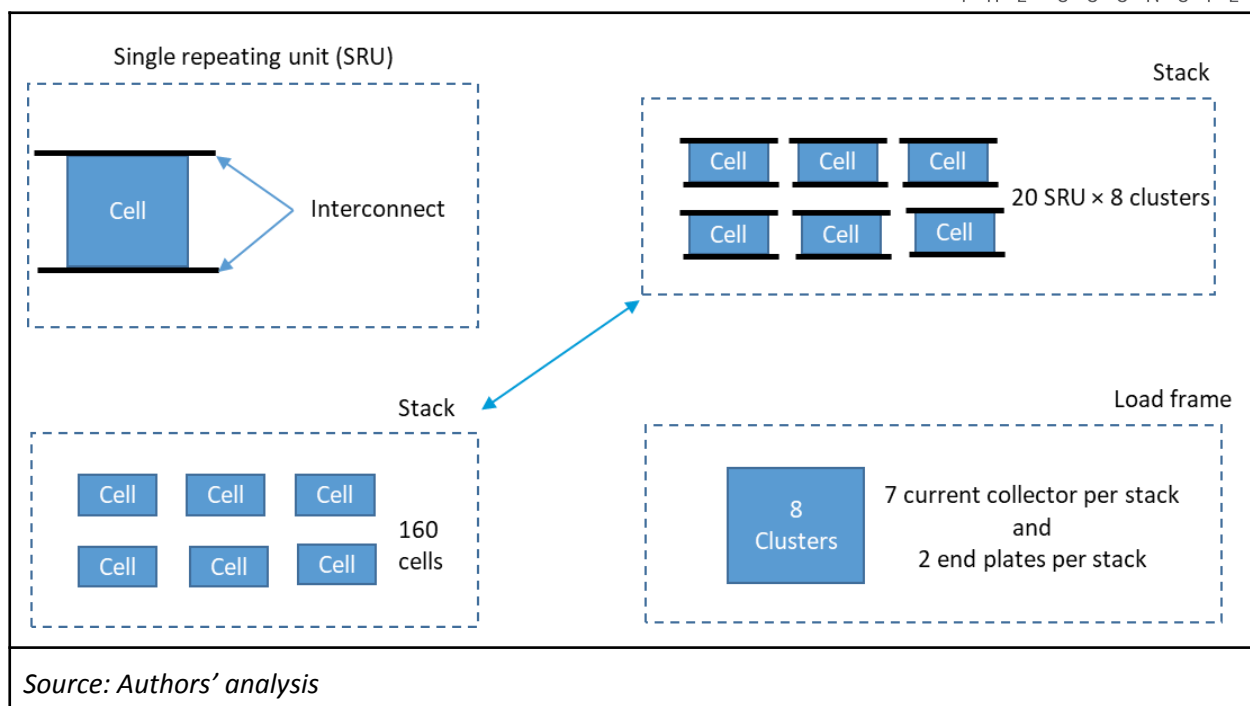 Single repeating unit (SRU)
Cell
Interconnect
Stack
Cell Cell Cell
Cell Cell Cell
20 SRU × 8 clusters
Stack
Cell Cell Cell
Cell Cell Cell
160
cells
Load frame
8
Clusters
7 current collector per stack
and
2 end plates per stack
Source: Authors’ analysis